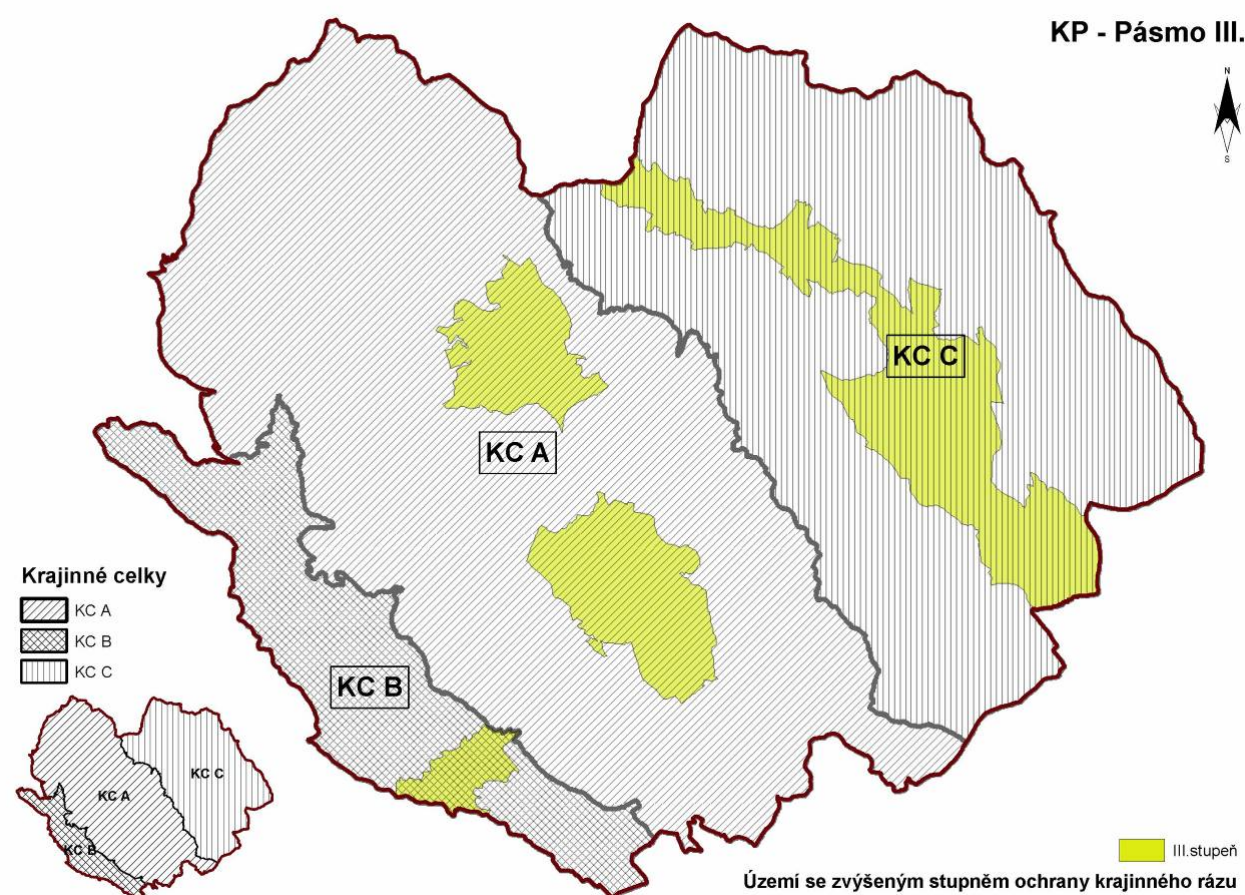 KP - Pásmo III.
N
S
KC C
KC A
KC B
Krajinné celky
KC A
KC B
KC C
KC C
KC A
KC B
III.stupeň
Území se zvýšeným stupněm ochrany krajinného rázu